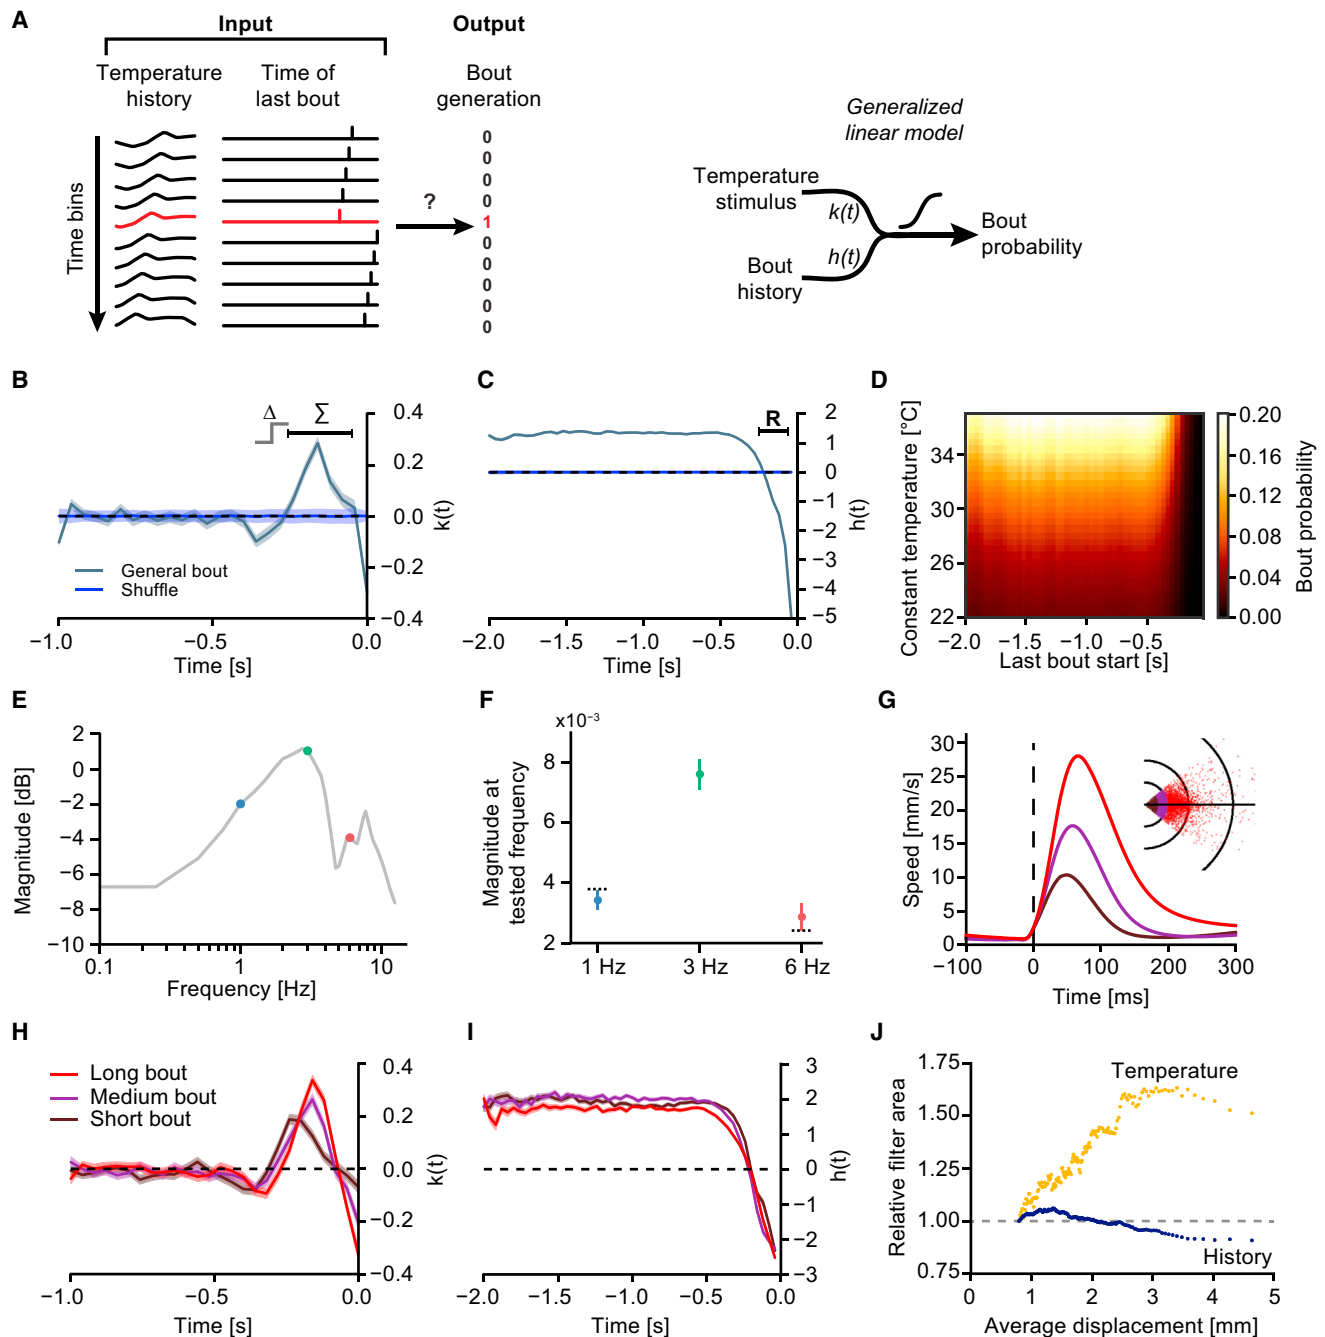 A
Input
Output
Temperature
history
Time of
last bout
Bout
generation
Time bins
0
0
0
0
1
0
0
0
0
0
?
Generalized
linear model
Temperature
stimulus
k(t)
h(t)
Bout
history
Bout
probability
B
Δ
Σ
0.4
0.2
0.0
−0.2
−0.4
k(t)
General bout
Shuffle
−1.0
−0.5
0.0
Time [s]
C
R
2
1
0
−1
−2
−3
−4
−5
h(t)
−2.0
−1.5
−1.0
−0.5
0.0
Time [s]
D
Constant temperature [°C]
34
30
26
22
−2.0
−1.5
−1.0
−0.5
Last bout start [s]
0.20
0.16
0.12
0.08
0.04
0.00
Bout probability
E
Magnitude [dB]
2
0
−2
−4
−6
−8
−10
0.1
1
10
Frequency [Hz]
F
x10⁻³
Magnitude at
tested frequency
8
6
4
2
1 Hz
3 Hz
6 Hz
G
Speed [mm/s]
30
25
20
15
10
5
0
−100
0
100
200
300
Time [ms]
H
Long bout
Medium bout
Short bout
0.4
0.2
0.0
−0.2
−0.4
k(t)
−1.0
−0.5
0.0
Time [s]
I
3
2
1
0
−1
−2
−3
h(t)
−2.0
−1.5
−1.0
−0.5
0.0
Time [s]
J
Relative filter area
1.75
1.50
1.25
1.00
0.75
Temperature
History
0
1
2
3
4
5
Average displacement [mm]